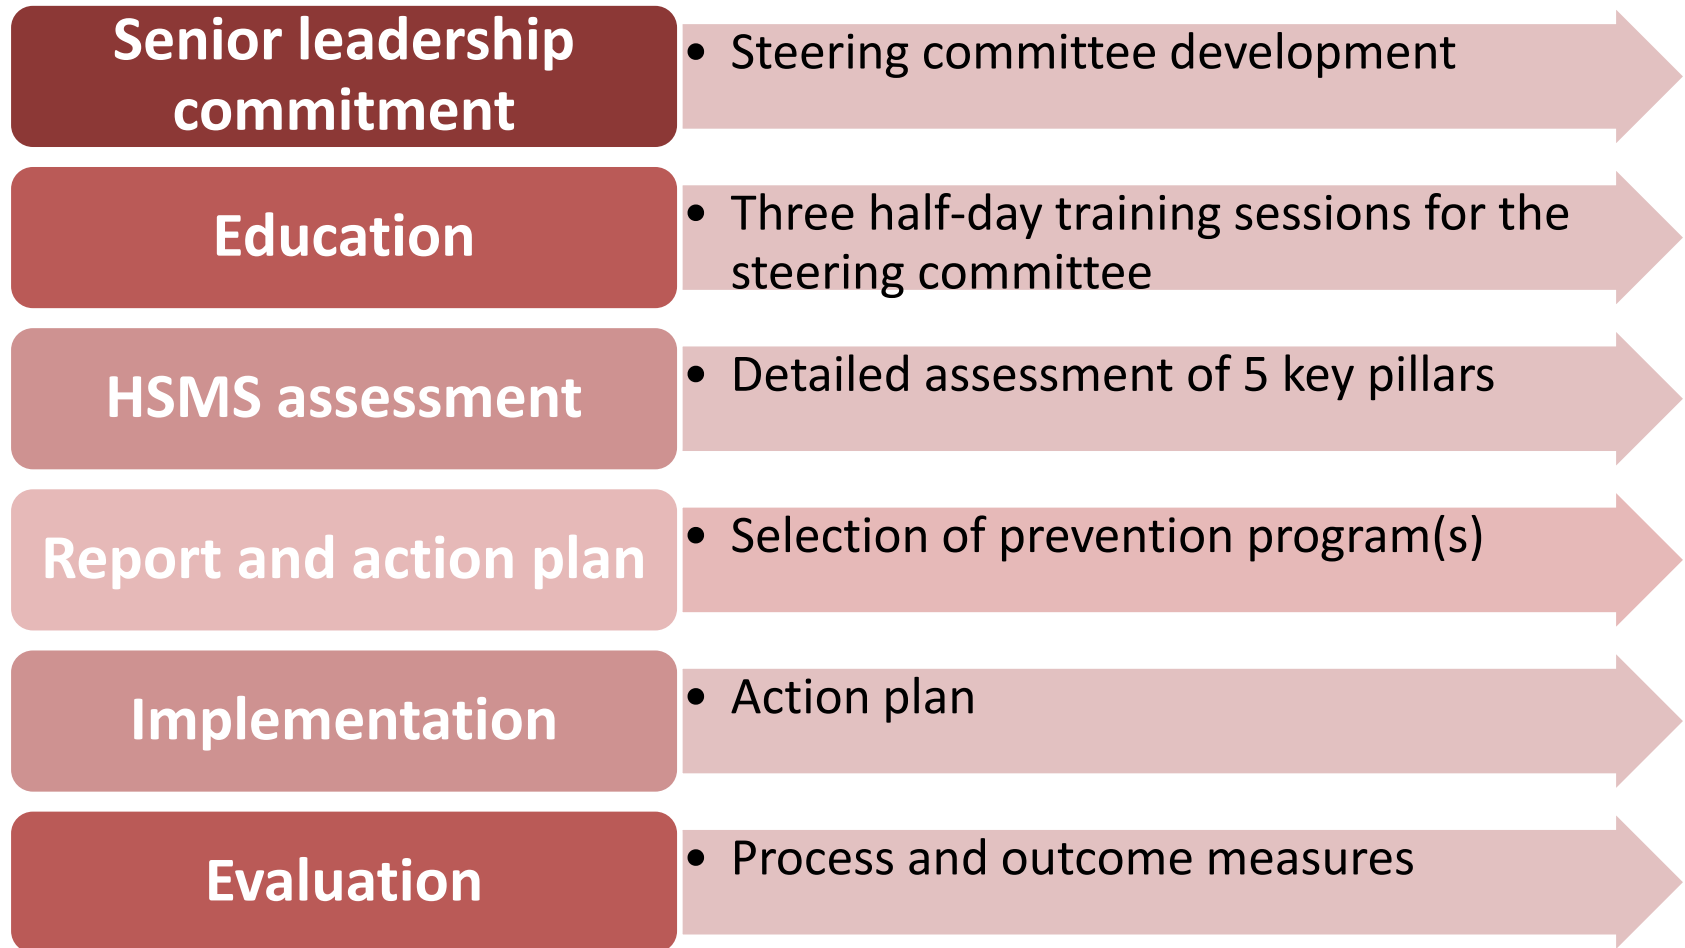 Senior leadership
commitment
• Steering committee development
Education
• Three half-day training sessions for the
steering committee
HSMS assessment
• Detailed assessment of 5 key pillars
Report and action plan
• Selection of prevention program(s)
Implementation
• Action plan
Evaluation
• Process and outcome measures